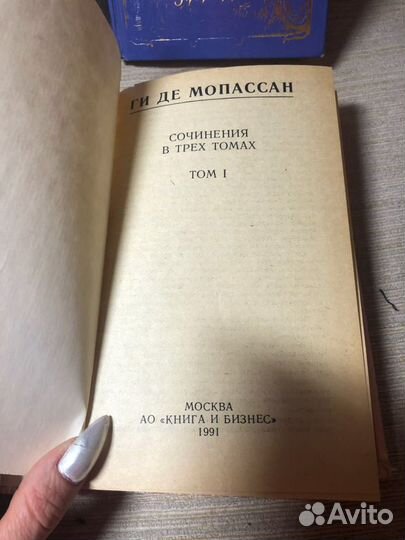 ГИ ДЕ МОПАССАН
СОЧИНЕНИЯ
В ТРЕХ ТОМАХ
ТОМ I
МОСКВА
АО «КНИГА И БИЗНЕС»
1991
Avito